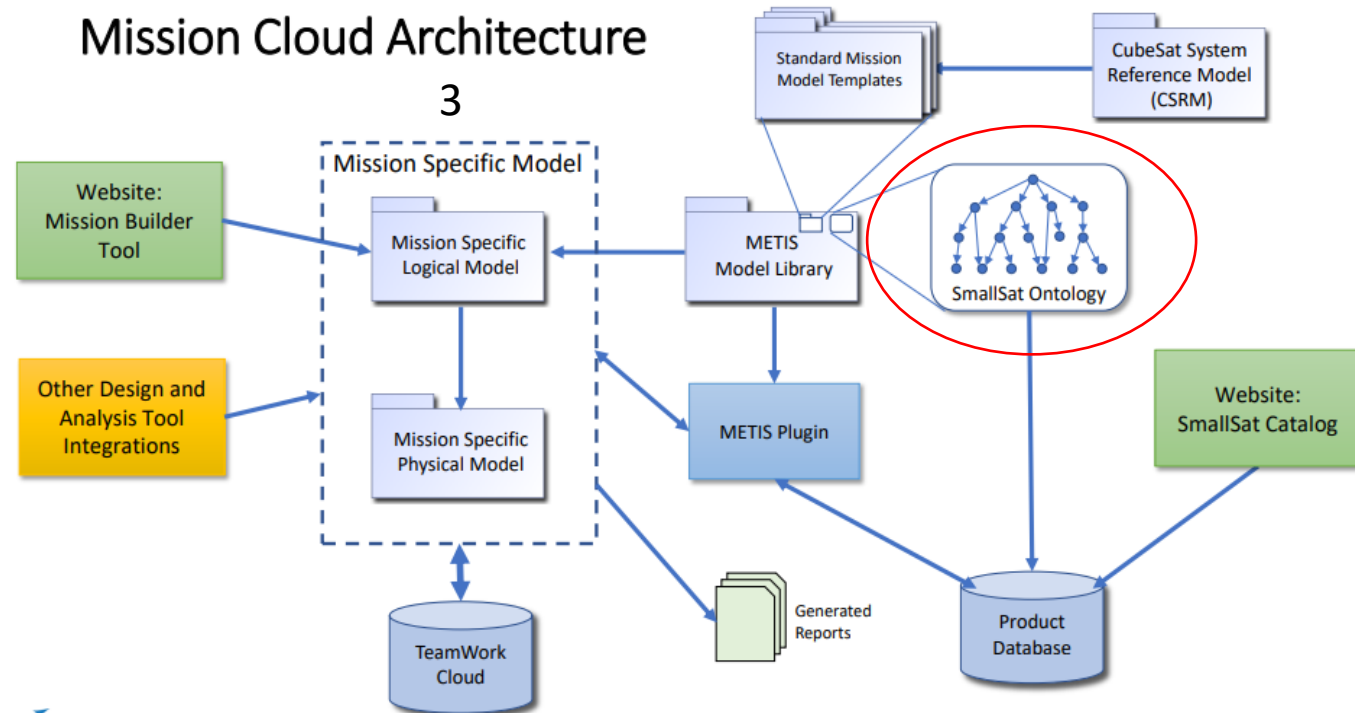 Mission Cloud Architecture
3
Standard Mission
Model Templates
CubeSat System
Reference Model
(CSRM)
Mission Specific Model
Website:
Mission Builder
Tool
Mission Specific
Logical Model
METIS
Model Library
SmallSat Ontology
Other Design and
Analysis Tool
Integrations
Mission Specific
Physical Model
METIS Plugin
Website:
SmallSat Catalog
TeamWork
Cloud
Generated
Reports
Product
Database